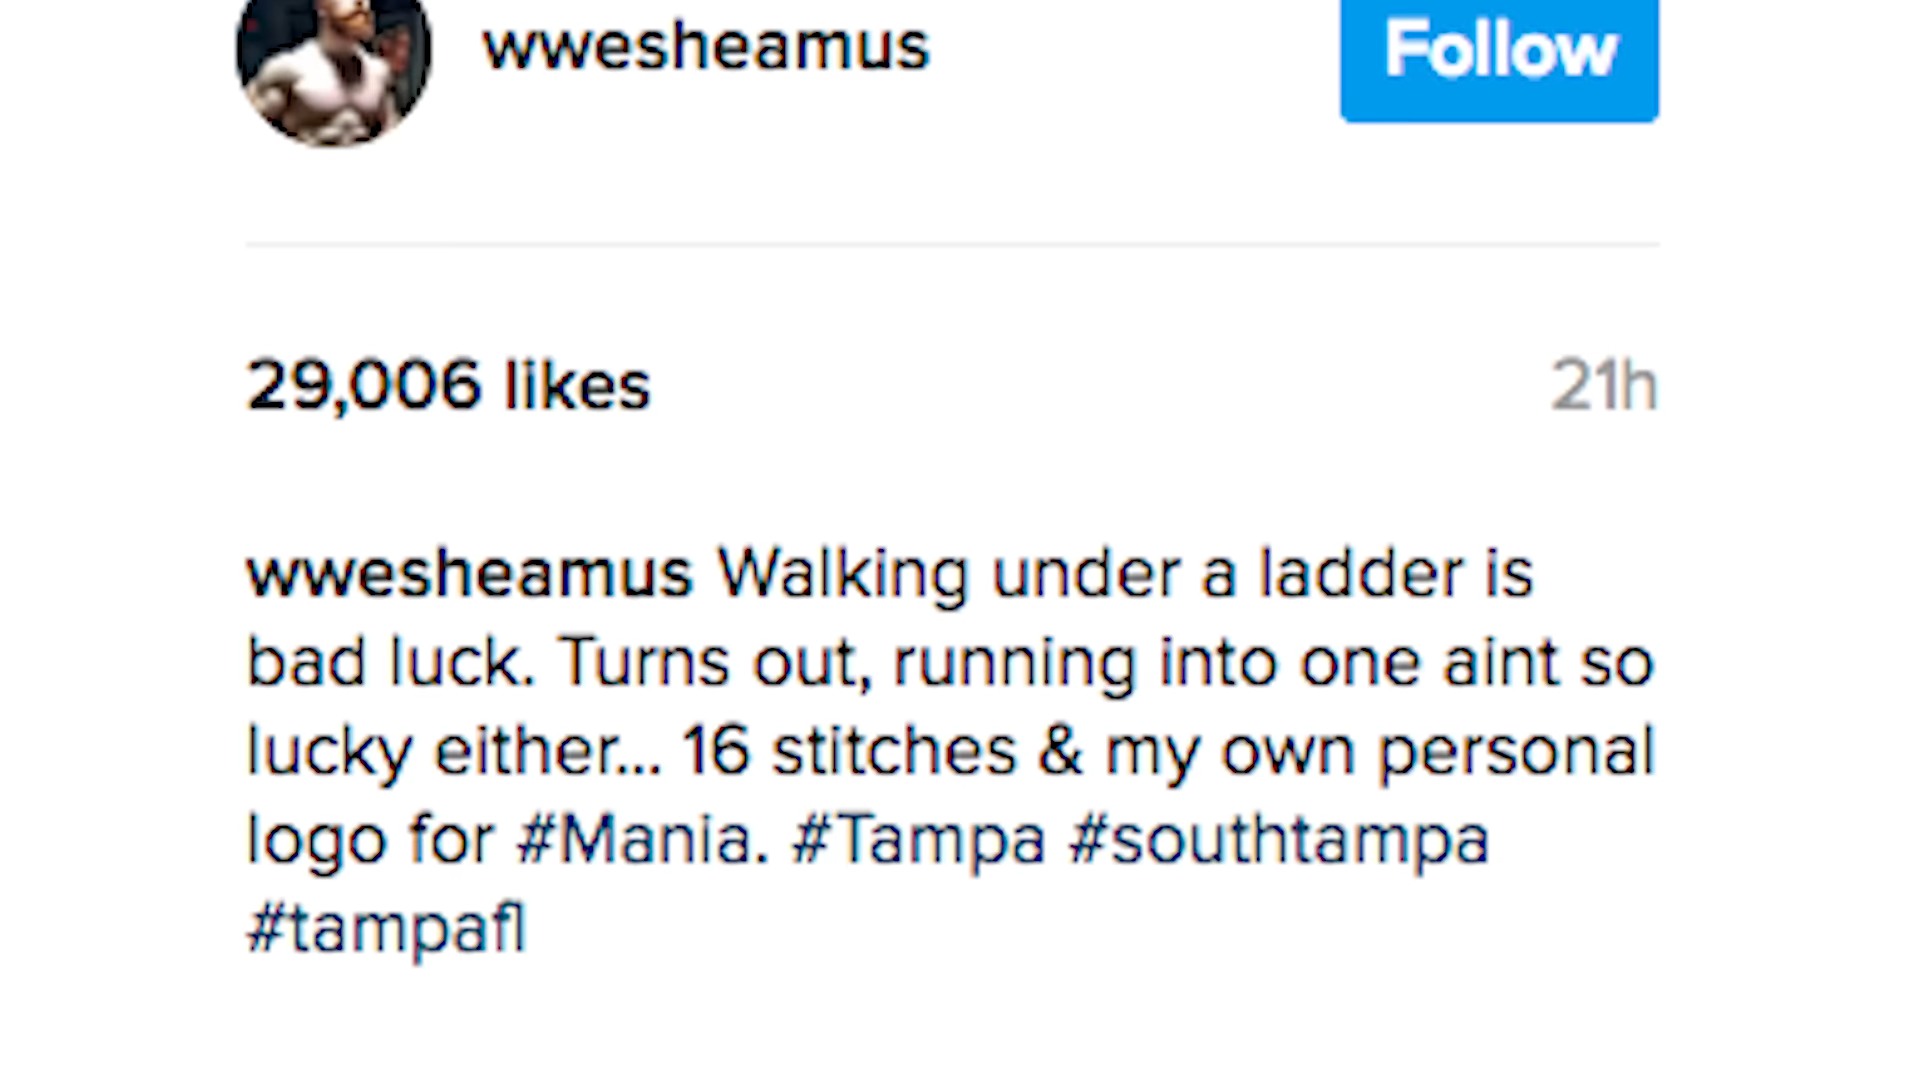 wwesheamus
Follow
29,006 likes
21h
wwesheamus Walking under a ladder is
bad luck. Turns out, running into one aint so
lucky either... 16 stitches & my own personal
logo for #Mania. #Tampa #southtampa
#tampafl